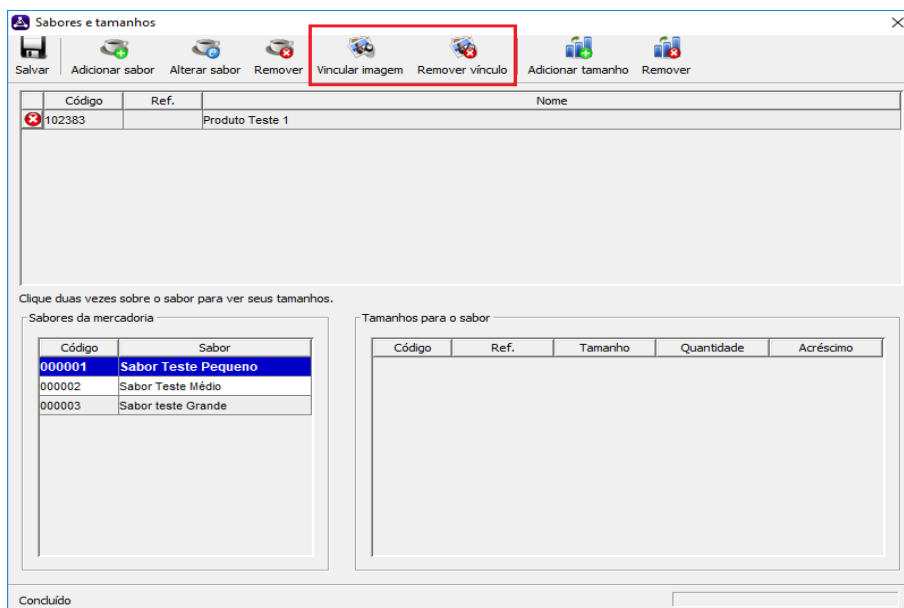 Sabores e tamanhos
Salvar Adicionar sabor Alterar sabor Remover Vincular imagem Remover vínculo Adicionar tamanho Remover
Código Ref. Nome
102383 Produto Teste 1
Clique duas vezes sobre o sabor para ver seus tamanhos.
Sabores da mercadoria Tamanhos para o sabor
Código Sabor Código Ref. Tamanho Quantidade Acréscimo
000001 Sabor Teste Pequeno
000002 Sabor Teste Médio
000003 Sabor teste Grande
Concluído